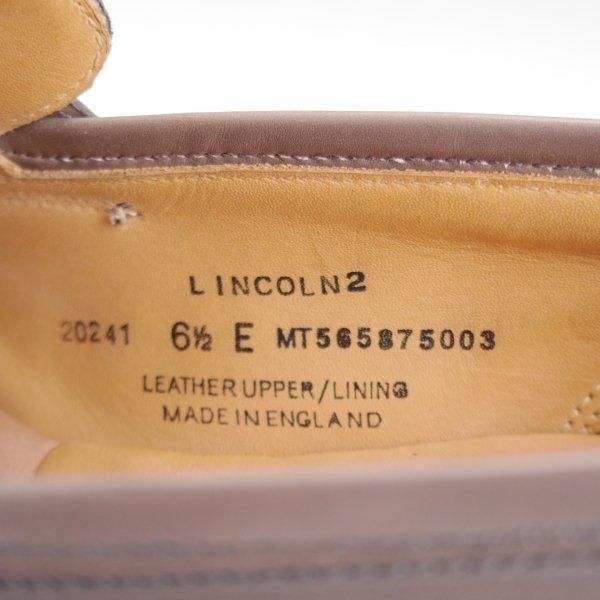 LINCOLN2
20241 6½ E MT565875003
LEATHER UPPER/LINING
MADE IN ENGLAND